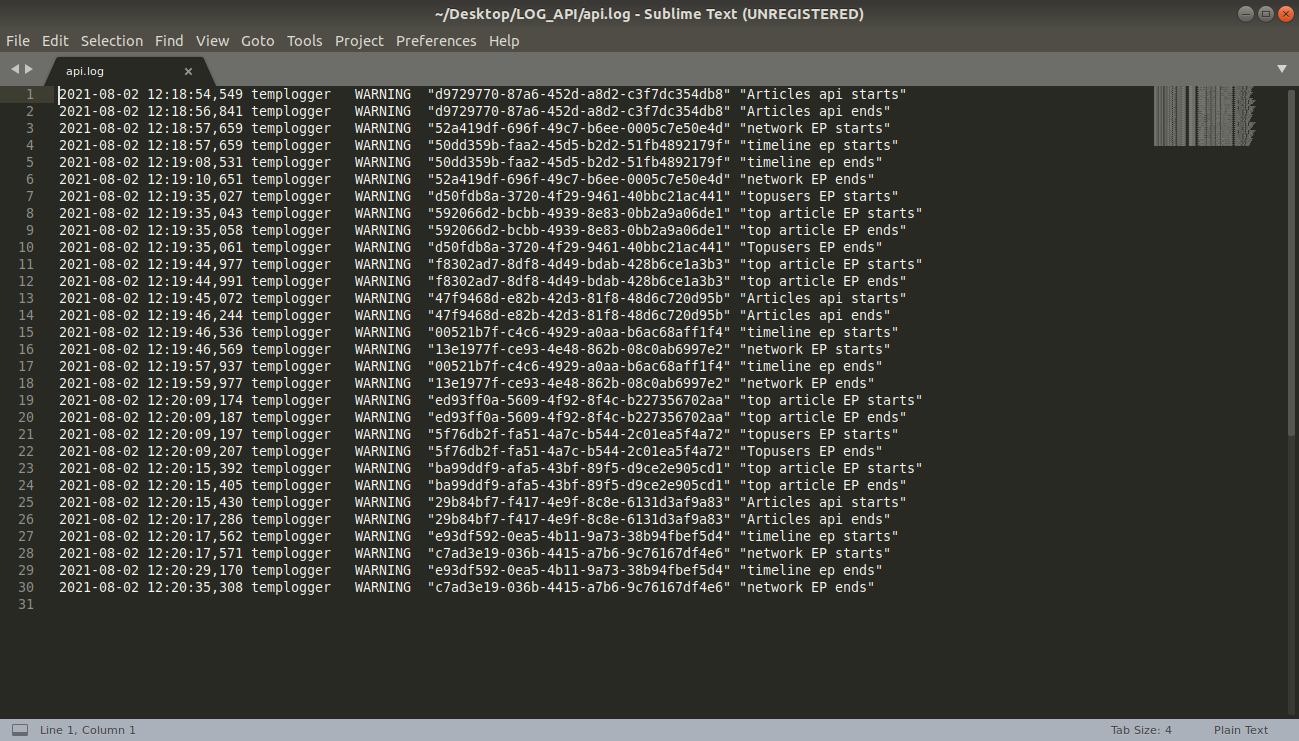 ~/Desktop/LOG_API/api.log - Sublime Text (UNREGISTERED)
File Edit Selection Find View Goto Tools Project Preferences Help
api.log
1 2021-08-02 12:18:54,549 templogger WARNING "d9729770-87a6-452d-a8d2-c3f7dc354db8" "Articles api starts"
2 2021-08-02 12:18:56,841 templogger WARNING "d9729770-87a6-452d-a8d2-c3f7dc354db8" "Articles api ends"
3 2021-08-02 12:18:57,659 templogger WARNING "52a419df-696f-49c7-b6ee-0005c7e50e4d" "network EP starts"
4 2021-08-02 12:18:57,659 templogger WARNING "50dd359b-faa2-45d5-b2d2-51fb4892179f" "timeline ep starts"
5 2021-08-02 12:19:08,531 templogger WARNING "50dd359b-faa2-45d5-b2d2-51fb4892179f" "timeline ep ends"
6 2021-08-02 12:19:10,651 templogger WARNING "52a419df-696f-49c7-b6ee-0005c7e50e4d" "network EP ends"
7 2021-08-02 12:19:35,027 templogger WARNING "d50fdb8a-3720-4f29-9461-40bbc21ac441" "topusers EP starts"
8 2021-08-02 12:19:35,043 templogger WARNING "592066d2-bcbb-4939-8e83-0bb2a9a06de1" "top article EP starts"
9 2021-08-02 12:19:35,058 templogger WARNING "592066d2-bcbb-4939-8e83-0bb2a9a06de1" "top article EP ends"
10 2021-08-02 12:19:35,061 templogger WARNING "d50fdb8a-3720-4f29-9461-40bbc21ac441" "Topusers EP ends"
11 2021-08-02 12:19:44,977 templogger WARNING "f8302ad7-8df8-4d49-bdab-428b6ce1a3b3" "top article EP starts"
12 2021-08-02 12:19:44,991 templogger WARNING "f8302ad7-8df8-4d49-bdab-428b6ce1a3b3" "top article EP ends"
13 2021-08-02 12:19:45,072 templogger WARNING "47f9468d-e82b-42d3-81f8-48d6c720d95b" "Articles api starts"
14 2021-08-02 12:19:46,244 templogger WARNING "47f9468d-e82b-42d3-81f8-48d6c720d95b" "Articles api ends"
15 2021-08-02 12:19:46,536 templogger WARNING "00521b7f-c4c6-4929-a0aa-b6ac68aff1f4" "timeline ep starts"
16 2021-08-02 12:19:46,569 templogger WARNING "13e1977f-ce93-4e48-862b-08c0ab6997e2" "network EP starts"
17 2021-08-02 12:19:57,937 templogger WARNING "00521b7f-c4c6-4929-a0aa-b6ac68aff1f4" "timeline ep ends"
18 2021-08-02 12:19:59,977 templogger WARNING "13e1977f-ce93-4e48-862b-08c0ab6997e2" "network EP ends"
19 2021-08-02 12:20:09,174 templogger WARNING "ed93ff0a-5609-4f92-8f4c-b227356702aa" "top article EP starts"
20 2021-08-02 12:20:09,187 templogger WARNING "ed93ff0a-5609-4f92-8f4c-b227356702aa" "top article EP ends"
21 2021-08-02 12:20:09,197 templogger WARNING "5f76db2f-fa51-4a7c-b544-2c01ea5f4a72" "topusers EP starts"
22 2021-08-02 12:20:09,207 templogger WARNING "5f76db2f-fa51-4a7c-b544-2c01ea5f4a72" "Topusers EP ends"
23 2021-08-02 12:20:15,392 templogger WARNING "ba99ddf9-afa5-43bf-89f5-d9ce2e905cd1" "top article EP starts"
24 2021-08-02 12:20:15,405 templogger WARNING "ba99ddf9-afa5-43bf-89f5-d9ce2e905cd1" "top article EP ends"
25 2021-08-02 12:20:15,430 templogger WARNING "29b84bf7-f417-4e9f-8c8e-6131d3af9a83" "Articles api starts"
26 2021-08-02 12:20:17,286 templogger WARNING "29b84bf7-f417-4e9f-8c8e-6131d3af9a83" "Articles api ends"
27 2021-08-02 12:20:17,562 templogger WARNING "e93df592-0ea5-4b11-9a73-38b94fbef5d4" "timeline ep starts"
28 2021-08-02 12:20:17,571 templogger WARNING "c7ad3e19-036b-4415-a7b6-9c76167df4e6" "network EP starts"
29 2021-08-02 12:20:29,170 templogger WARNING "e93df592-0ea5-4b11-9a73-38b94fbef5d4" "timeline ep ends"
30 2021-08-02 12:20:35,308 templogger WARNING "c7ad3e19-036b-4415-a7b6-9c76167df4e6" "network EP ends"
31
Line 1, Column 1 Tab Size: 4 Plain Text